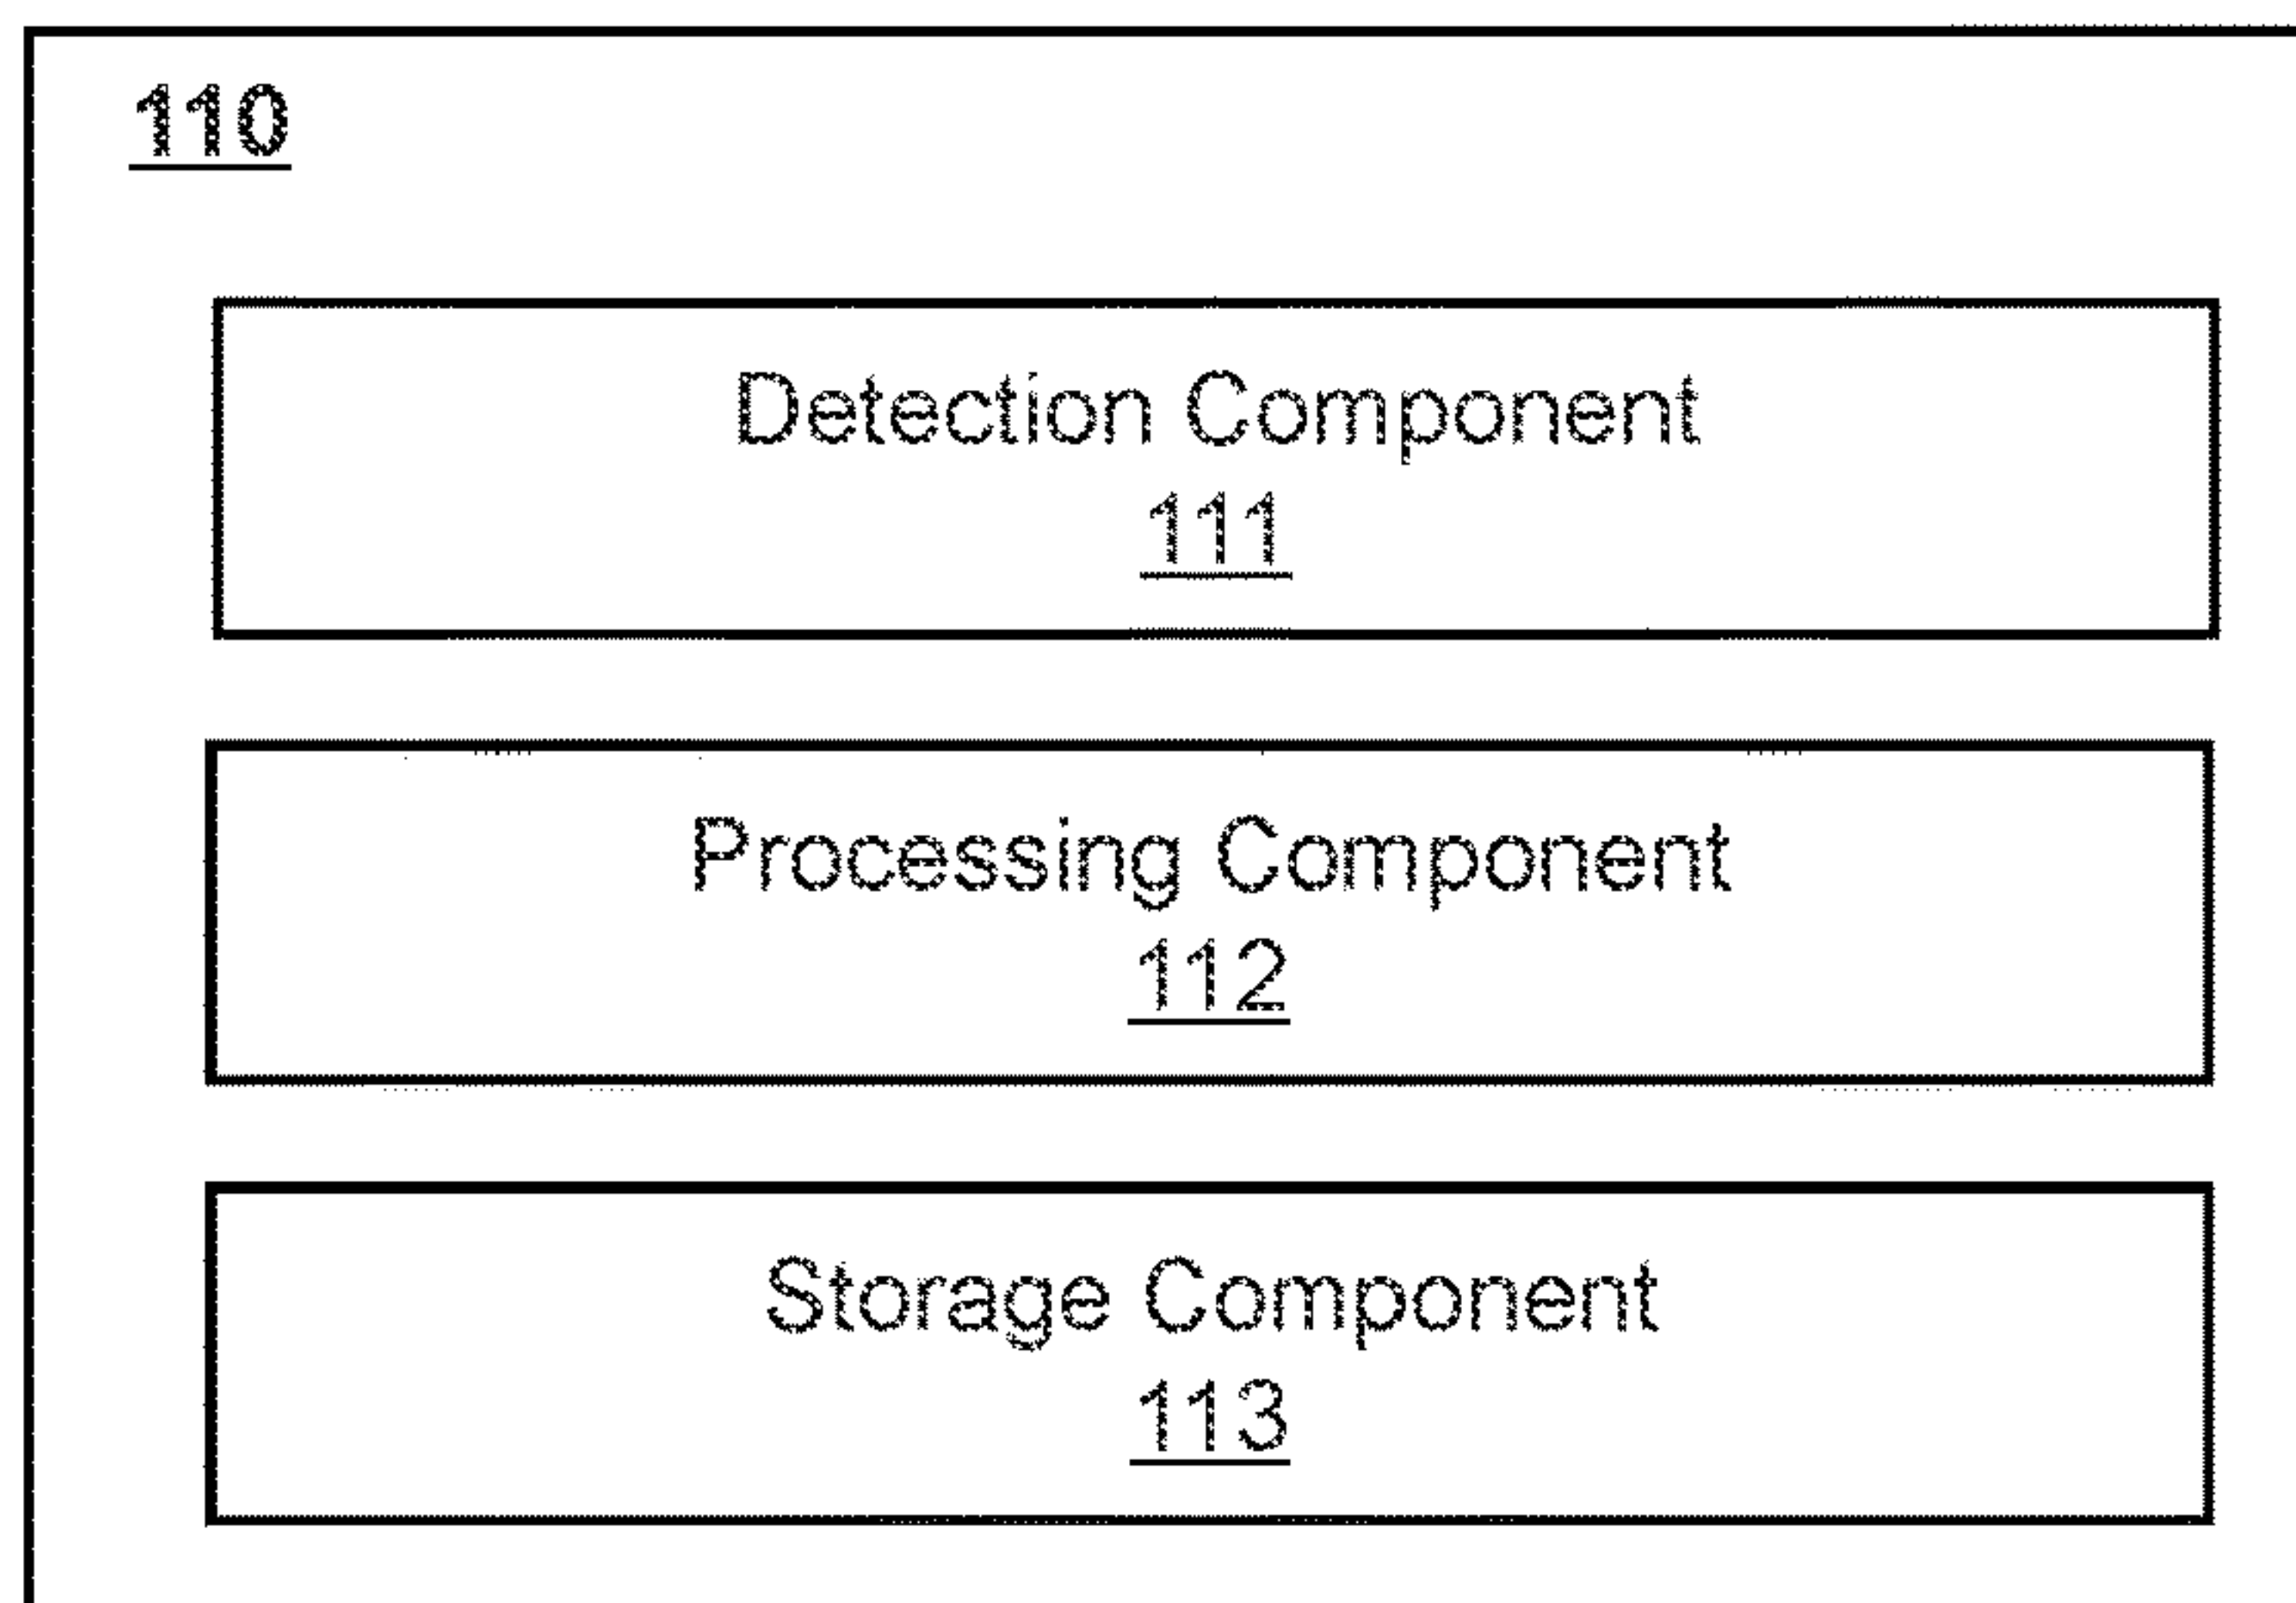 110
Detection Component
111
Processing Component
112
Storage Component
113